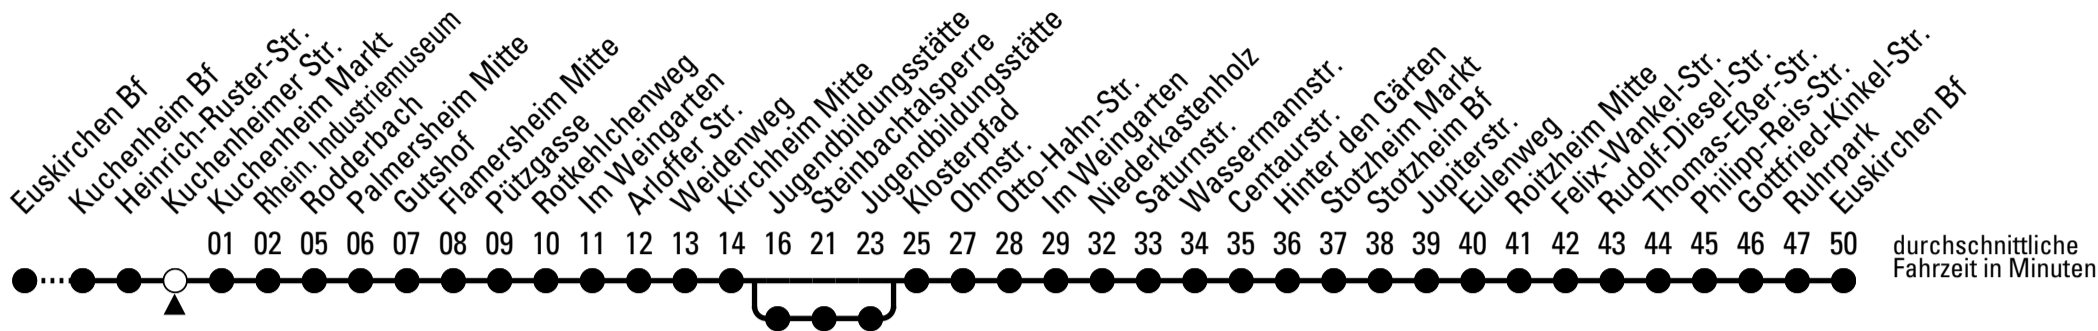 Euskirchen Bf
Kuchenheim Bf
Heinrich-Ruster-Str.
Kuchenheimer Str.
Kuchenheim Markt
Rhein. Industriemuseum
Rodderbach
Palmersheim Mitte
Gutshof
Flamersheim Mitte
Pützgasse
Rotkehlchenweg
Im Weingarten
Arloffer Str.
Weidenweg
Kirchheim Mitte
Jugendbildungsstätte
Steinbachtalsperre
Jugendbildungsstätte
Klosterpfad
Ohmstr.
Otto-Hahn-Str.
Im Weingarten
Niederkastenholz
Saturnstr.
Wassermannstr.
Centaurstr.
Hinter den Gärten
Stotzheim Markt
Stotzheim Bf
Jupiterstr.
Eulenweg
Roitzheim Mitte
Felix-Wankel-Str.
Rudolf-Diesel-Str.
Thomas-Eßer-Str.
Philipp-Reis-Str.
Gottfried-Kinkel-Str.
Ruhrpark
Euskirchen Bf
01 02 05 06 07 08 09 10 11 12 13 14 16 21 23 25 27 28 29 32 33 34 35 36 37 38 39 40 41 42 43 44 45 46 47 50
durchschnittliche
Fahrzeit in Minuten